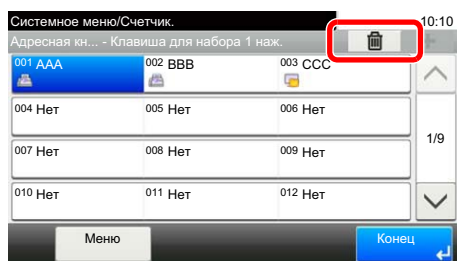 Системное меню/Счетчик. 10:10
Адресная кн... - Клавиша для набора 1 наж.
001 AAA 002 BBB 003 CCC
004 Нет 005 Нет 006 Нет
1/9
007 Нет 008 Нет 009 Нет
010 Нет 011 Нет 012 Нет
Меню Конец